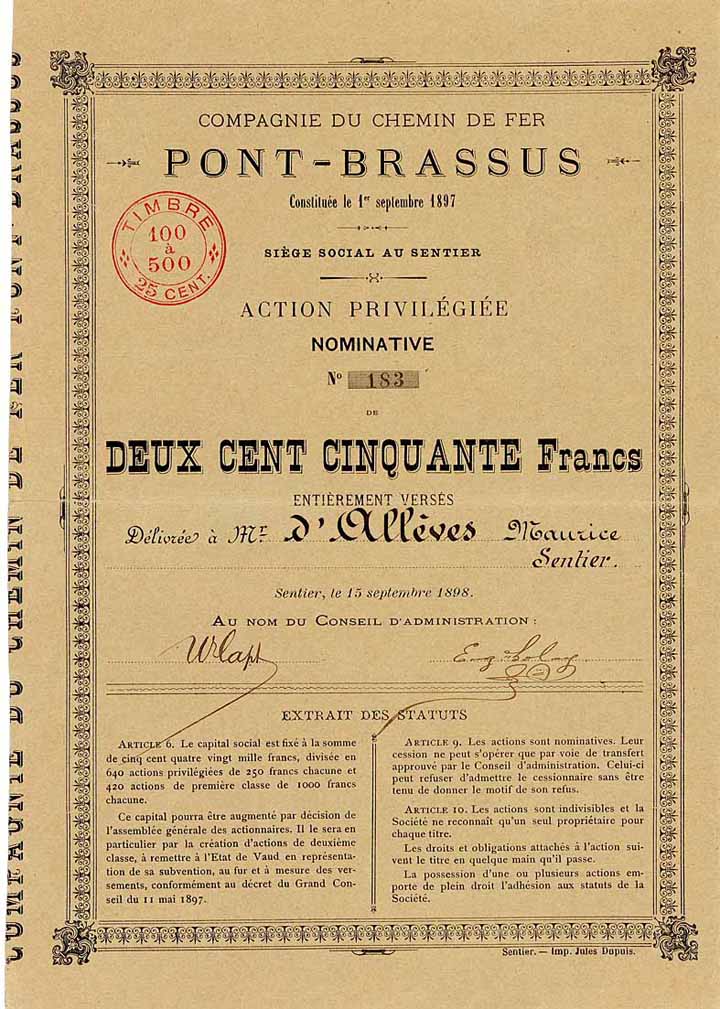 COMPAGNIE DU CHEMIN DE FER
PONT-BRASSUS
Constituée le 1er septembre 1897
SIÈGE SOCIAL AU SENTIER
TIMBRE
100
à
500
25 CENT.
ACTION PRIVILÉGIÉE
NOMINATIVE
No 183
DE
DEUX CENT CINQUANTE Francs
ENTIÈREMENT VERSÉS
Délivrée à Mr. d'Allèves Maurice
Sentier.
Sentier, le 15 septembre 1898.
AU NOM DU CONSEIL D'ADMINISTRATION :
EXTRAIT DES STATUTS
ARTICLE 6. Le capital social est fixé à la somme
de cinq cent quatre vingt mille francs, divisée en
640 actions privilégiées de 250 francs chacune et
420 actions de première classe de 1000 francs
chacune.
Ce capital pourra être augmenté par décision de
l'assemblée générale des actionnaires. Il le sera en
particulier par la création d'actions de deuxième
classe, à remettre à l'Etat de Vaud en représenta-
tion de sa subvention, au fur et à mesure des ver-
sements, conformément au décret du Grand Con-
seil du 11 mai 1897.
ARTICLE 9. Les actions sont nominatives. Leur
cession ne peut s'opérer que par voie de transfert
approuvé par le Conseil d'administration. Celui-ci
peut refuser d'admettre le cessionnaire sans être
tenu de donner le motif de son refus.
ARTICLE 10. Les actions sont indivisibles et la
Société ne reconnaît qu'un seul propriétaire pour
chaque titre.
Les droits et obligations attachés à l'action sui-
vent le titre en quelque main qu'il passe.
La possession d'une ou plusieurs actions em-
porte de plein droit l'adhésion aux statuts de la
Société.
Sentier. — Imp. Jules Dupuis.
COMPAGNIE DU CHEMIN DE FER PONT-BRASSUS